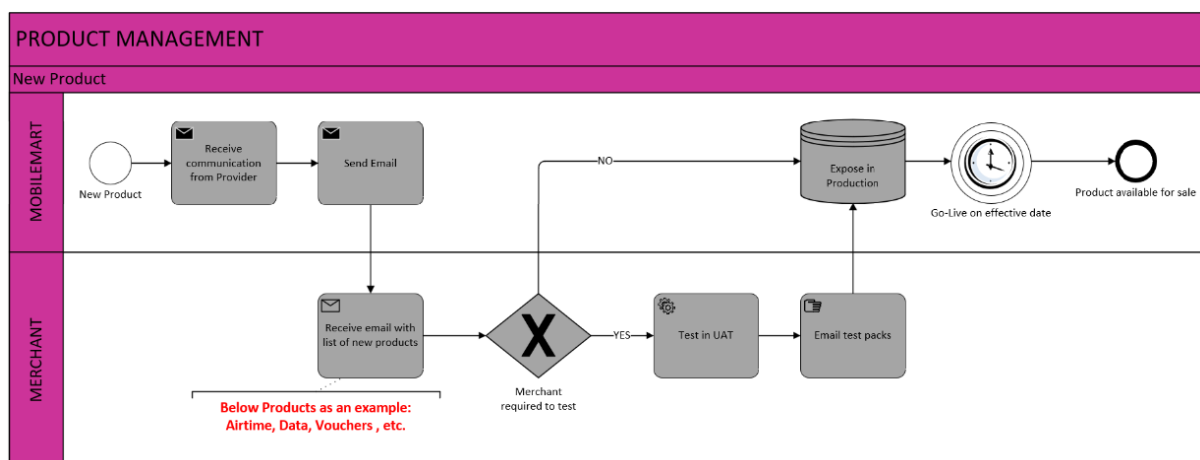 PRODUCT MANAGEMENT
New Product
MOBILEMART
New Product
Receive
communication
from Provider
Send Email
NO
Expose in
Production
Go-Live on effective date
Product available for sale
MERCHANT
Receive email with
list of new products
X
Merchant
required to test
YES
Test in UAT
Email test packs
Below Products as an example:
Airtime, Data, Vouchers , etc.